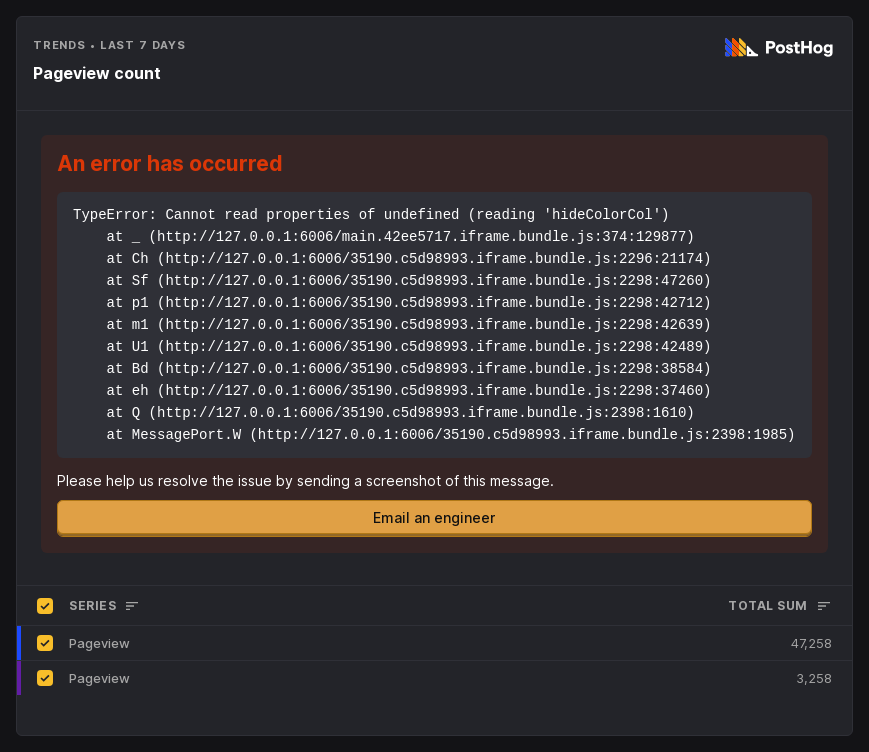 TRENDS • LAST 7 DAYS
PostHog
Pageview count
An error has occurred
TypeError: Cannot read properties of undefined (reading 'hideColorCol')
    at _ (http://127.0.0.1:6006/main.42ee5717.iframe.bundle.js:374:129877)
    at Ch (http://127.0.0.1:6006/35190.c5d98993.iframe.bundle.js:2296:21174)
    at Sf (http://127.0.0.1:6006/35190.c5d98993.iframe.bundle.js:2298:47260)
    at p1 (http://127.0.0.1:6006/35190.c5d98993.iframe.bundle.js:2298:42712)
    at m1 (http://127.0.0.1:6006/35190.c5d98993.iframe.bundle.js:2298:42639)
    at U1 (http://127.0.0.1:6006/35190.c5d98993.iframe.bundle.js:2298:42489)
    at Bd (http://127.0.0.1:6006/35190.c5d98993.iframe.bundle.js:2298:38584)
    at eh (http://127.0.0.1:6006/35190.c5d98993.iframe.bundle.js:2298:37460)
    at Q (http://127.0.0.1:6006/35190.c5d98993.iframe.bundle.js:2398:1610)
    at MessagePort.W (http://127.0.0.1:6006/35190.c5d98993.iframe.bundle.js:2398:1985)
Please help us resolve the issue by sending a screenshot of this message.
Email an engineer
SERIES TOTAL SUM
Pageview 47,258
Pageview 3,258